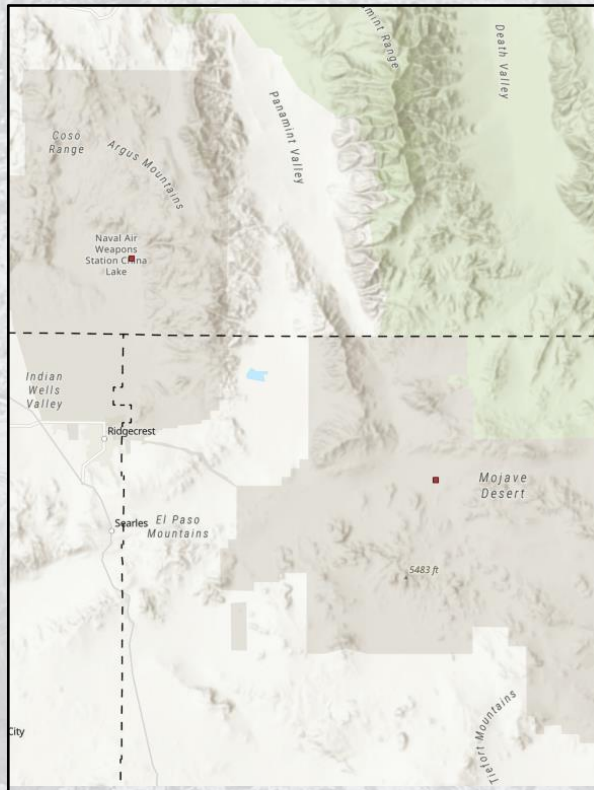 mint Range
Death Valley
Panamint Valley
Coso
Range
Argus Mountains
Naval Air
Weapons
Station China
Lake
Indian
Wells
Valley
Ridgecrest
Mojave
Desert
Searles
El Paso
Mountains
5483 ft
Tiefort Mountains
City